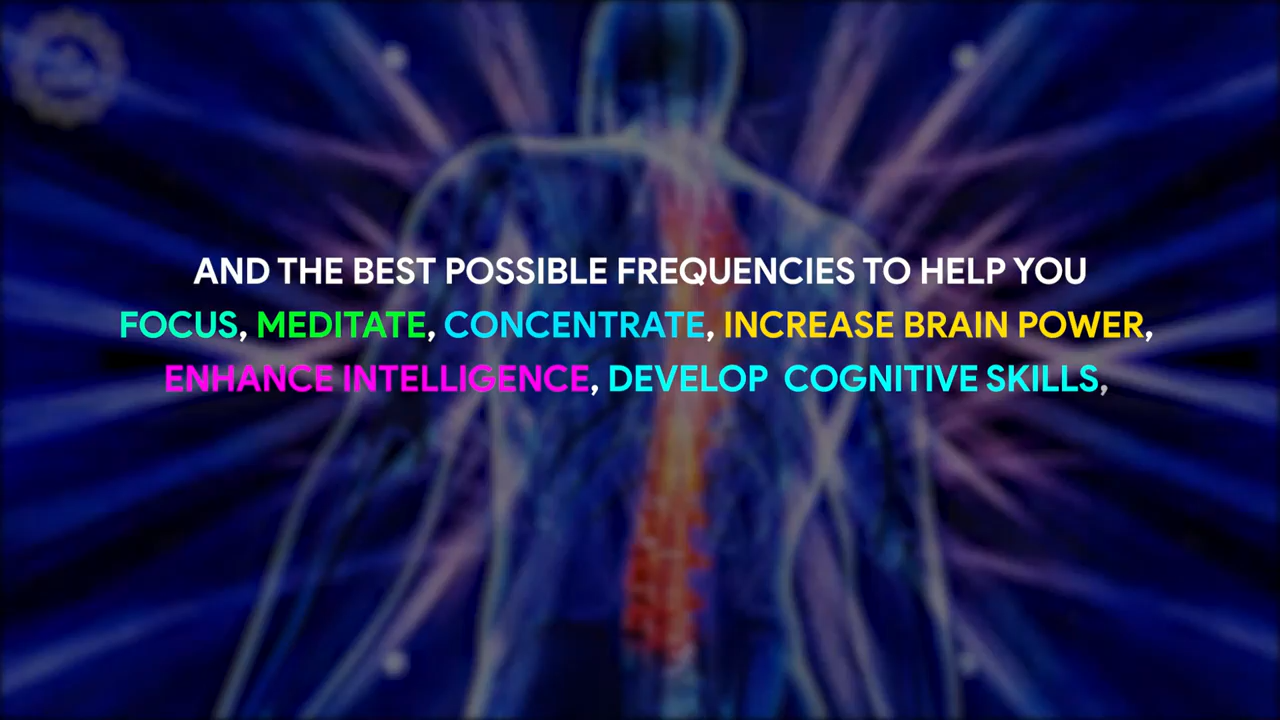 AND THE BEST POSSIBLE FREQUENCIES TO HELP YOU
FOCUS, MEDITATE, CONCENTRATE, INCREASE BRAIN POWER,
ENHANCE INTELLIGENCE, DEVELOP COGNITIVE SKILLS,